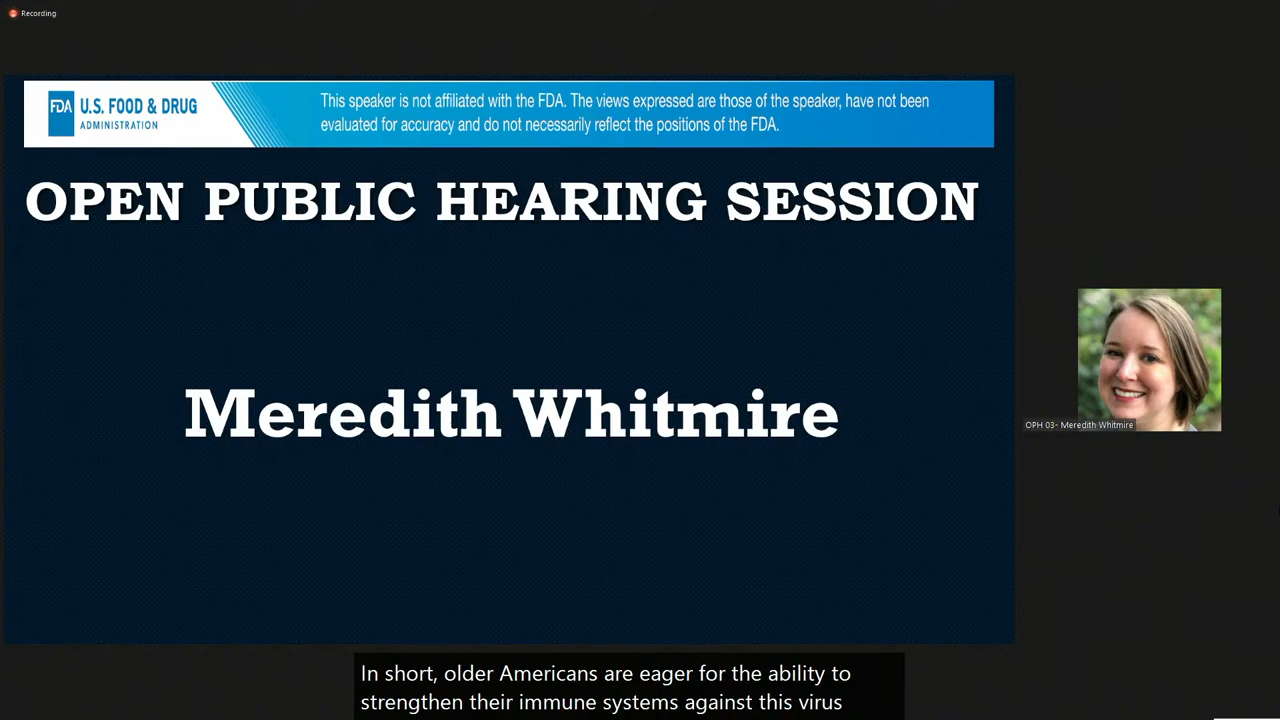 Recording
FDA U.S. FOOD & DRUG
ADMINISTRATION
This speaker is not affiliated with the FDA. The views expressed are those of the speaker, have not been
evaluated for accuracy and do not necessarily reflect the positions of the FDA.
OPEN PUBLIC HEARING SESSION
Meredith Whitmire
OPH 03- Meredith Whitmire
In short, older Americans are eager for the ability to
strengthen their immune systems against this virus